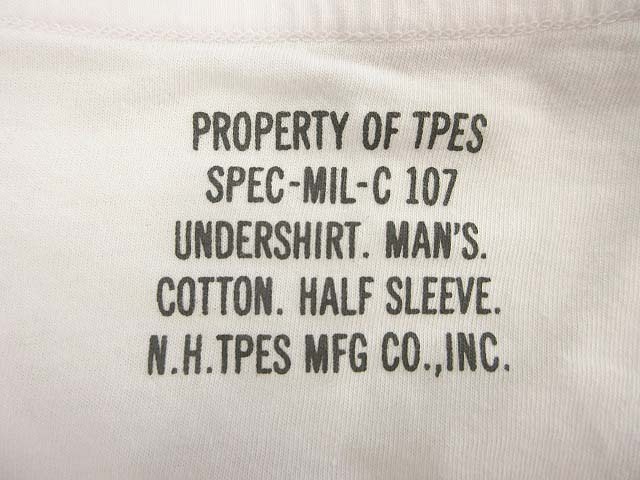 PROPERTY OF TPES
SPEC-MIL-C 107
UNDERSHIRT. MAN'S.
COTTON. HALF SLEEVE.
N.H.TPES MFG CO.,INC.